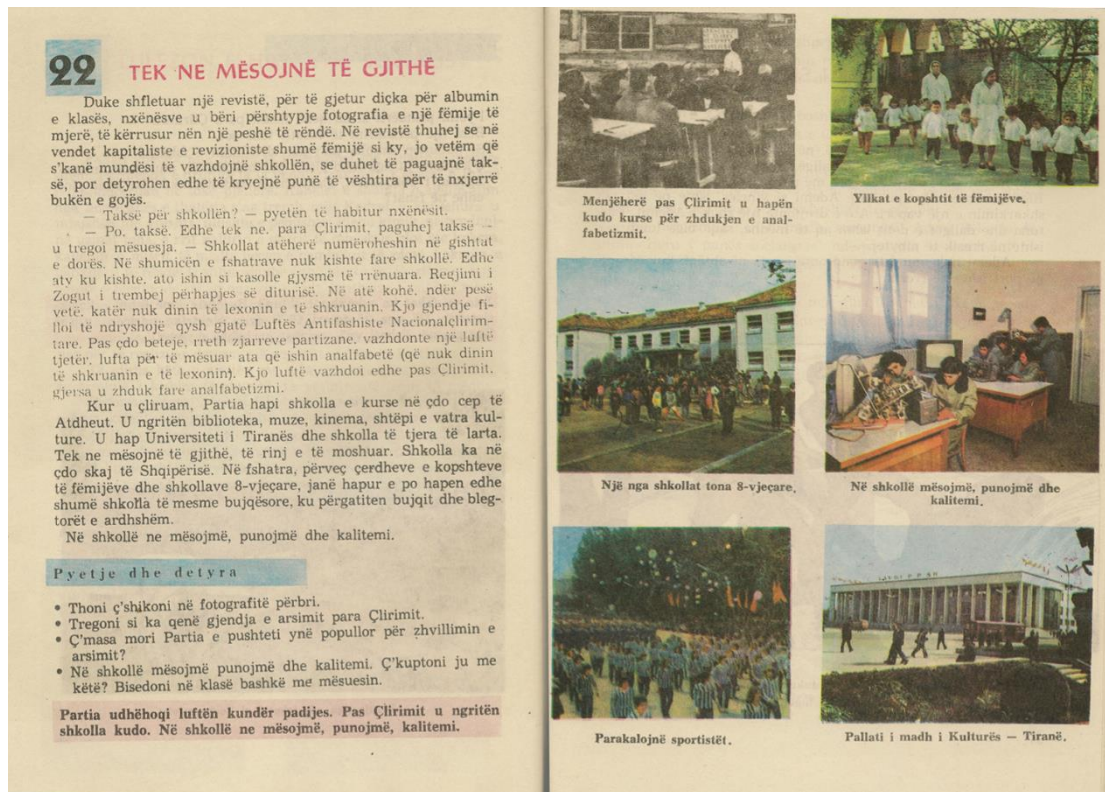 22
TEK NE MËSOJNË TË GJITHË
Duke shfletuar një revistë, për të gjetur diçka për albumin
e klasës, nxënësve u bëri përshtypje fotografia e një fëmije të
mjerë, të kërrusur nën një peshë të rëndë. Në revistë thuhej se në
vendet kapitaliste e revizioniste shumë fëmijë si ky, jo vetëm që
s'kanë mundësi të vazhdojnë shkollën, se duhet të paguajnë tak-
së, por detyrohen edhe të kryejnë punë të vështira për të nxjerrë
bukën e gojës.
— Taksë për shkollën? — pyetën të habitur nxënësit.
— Po, taksë. Edhe tek ne, para Çlirimit, paguhej taksë —
u tregoi mësuesja. — Shkollat atëherë numëroheshin në gishtat
e dorës. Në shumicën e fshatrave nuk kishte fare shkollë. Edhe
aty ku kishte, ato ishin si kasolle gjysmë të rrënuara. Regjimi i
Zogut i trembej përhapjes së diturisë. Në atë kohë, ndër pesë
vetë, katër nuk dinin të lexonin e të shkruanin. Kjo gjendje fi-
lloi të ndryshojë qysh gjatë Luftës Antifashiste Nacionalçlirim-
tare. Pas çdo beteje, rreth zjarreve partizane, vazhdonte një luftë
tjetër, lufta për të mësuar ata që ishin analfabetë (që nuk dinin
të shkruanin e të lexonin). Kjo luftë vazhdoi edhe pas Çlirimit,
gjersa u zhduk fare analfabetizmi.
Kur u çliruam, Partia hapi shkolla e kurse në çdo cep të
Atdheut. U ngritën biblioteka, muze, kinema, shtëpi e vatra kul-
ture. U hap Universiteti i Tiranës dhe shkolla të tjera të larta.
Tek ne mësojnë të gjithë, të rinj e të moshuar. Shkolla ka në
çdo skaj të Shqipërisë. Në fshatra, përveç çerdheve e kopshteve
të fëmijëve dhe shkollave 8-vjeçare, janë hapur e po hapen edhe
shumë shkolla të mesme bujqësore, ku përgatiten bujqit dhe bleg-
torët e ardhshëm.
Në shkollë ne mësojmë, punojmë dhe kalitemi.
Pyetje dhe detyra
• Thoni ç'shikoni në fotografitë përbri.
• Tregoni si ka qenë gjendja e arsimit para Çlirimit.
• Ç'masa mori Partia e pushteti ynë popullor për zhvillimin e
arsimit?
• Në shkollë mësojmë punojmë dhe kalitemi. Ç'kuptoni ju me
këtë? Bisedoni në klasë bashkë me mësuesin.
Partia udhëhoqi luftën kundër padijes. Pas Çlirimit u ngritën
shkolla kudo. Në shkollë ne mësojmë, punojmë, kalitemi.
Menjëherë pas Çlirimit u hapën
kudo kurse për zhdukjen e anal-
fabetizmit.
Yllkat e kopshtit të fëmijëve.
Një nga shkollat tona 8-vjeçare.
Në shkollë mësojmë, punojmë dhe
kalitemi.
Parakalojnë sportistët.
Pallati i madh i Kulturës — Tiranë.